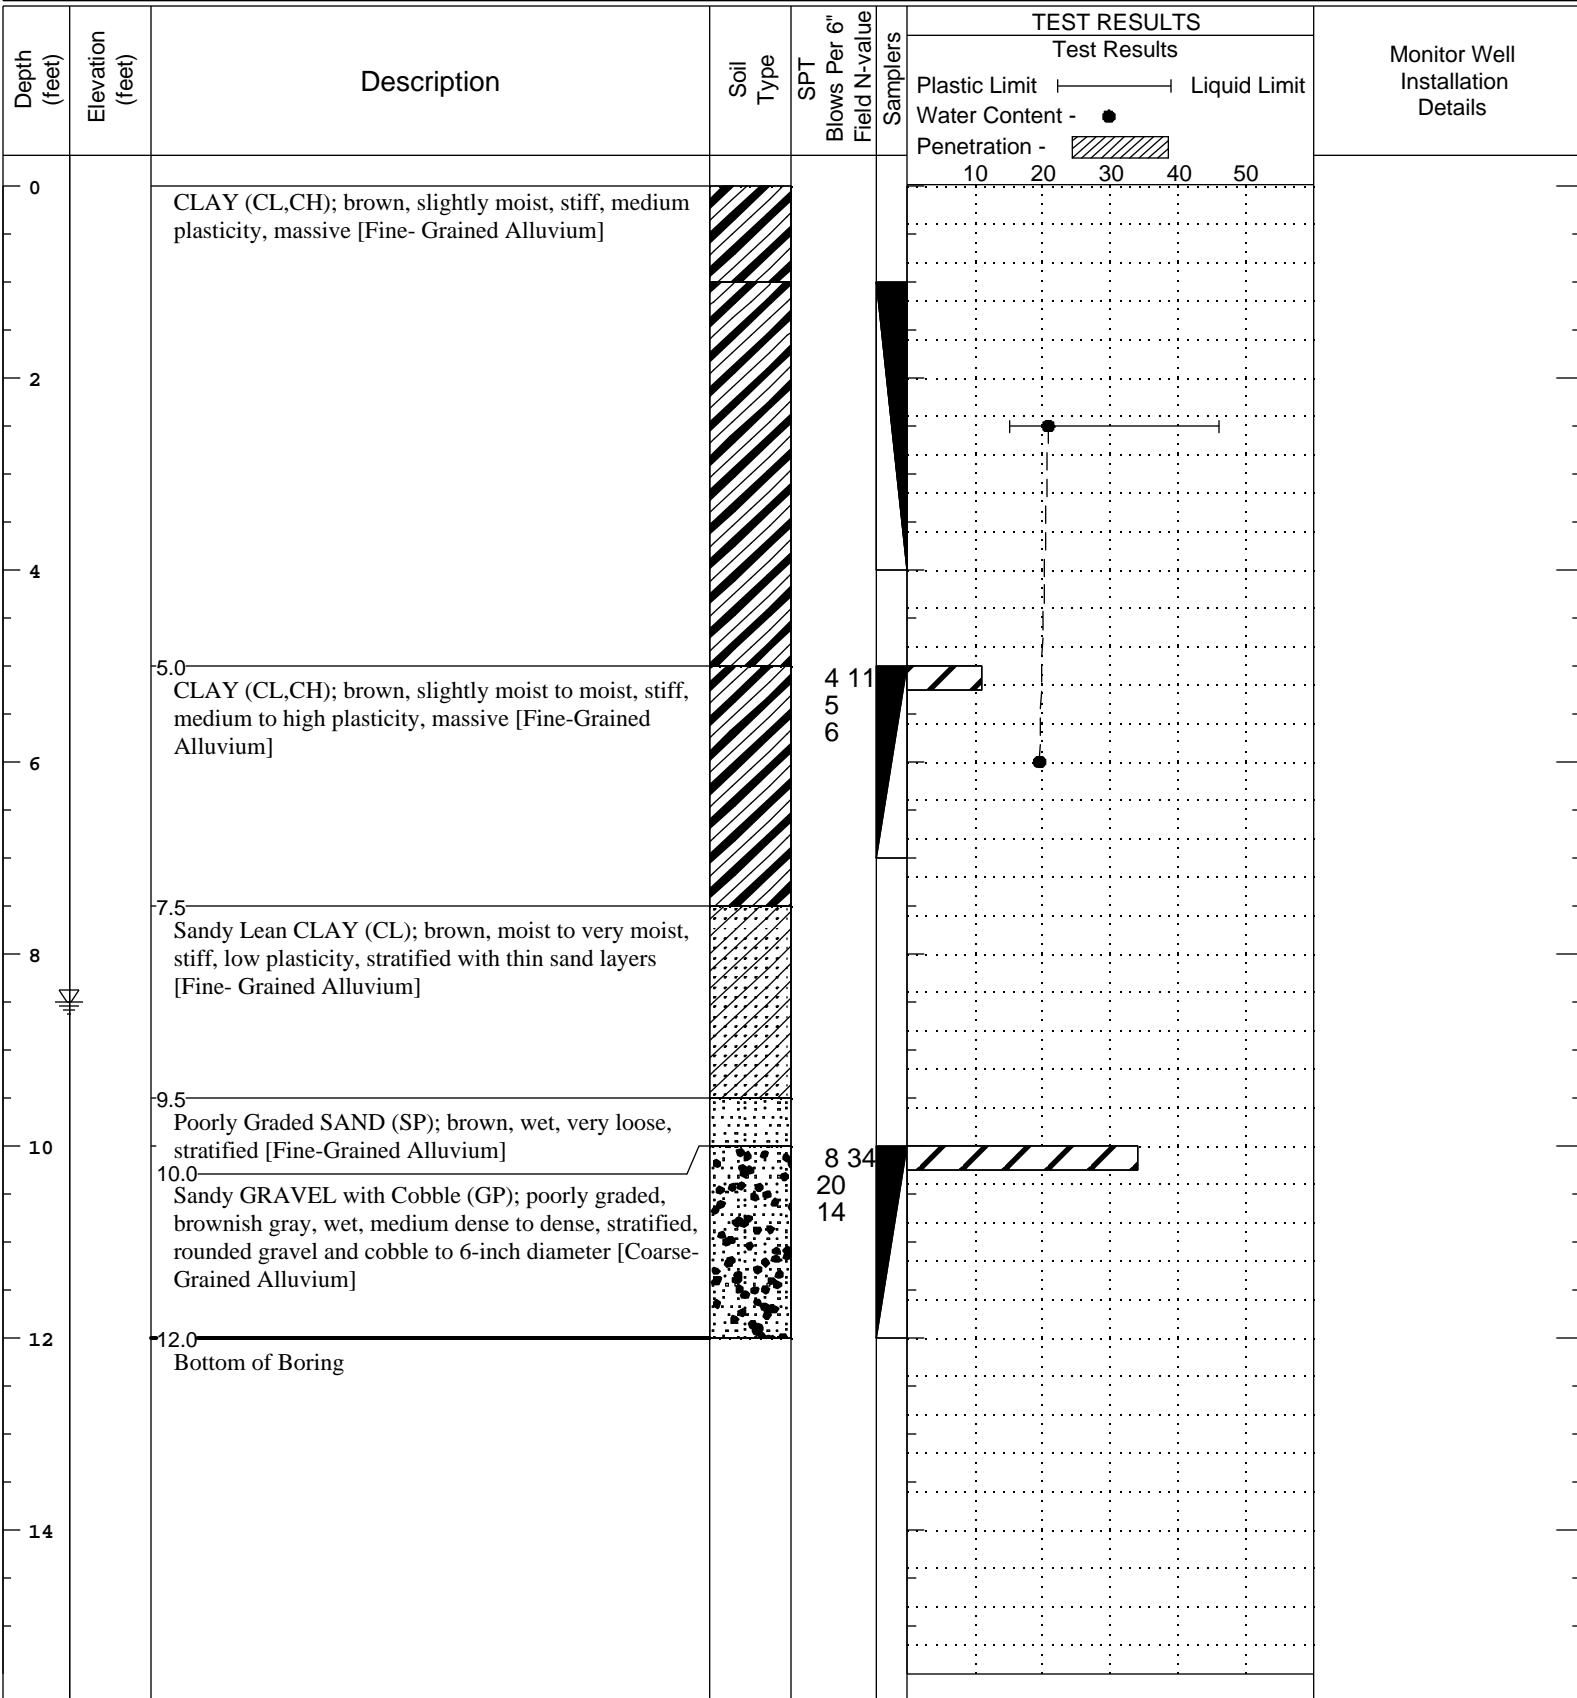 Depth
(feet)
Elevation
(feet)
Description
Soil
Type
SPT
Blows Per 6"
Field N-value
Samplers
TEST RESULTS
Test Results
Plastic Limit Liquid Limit
Water Content -
Penetration -
Monitor Well
Installation
Details
10 20 30 40 50
0
CLAY (CL,CH); brown, slightly moist, stiff, medium
plasticity, massive [Fine- Grained Alluvium]
2
4
5.0
CLAY (CL,CH); brown, slightly moist to moist, stiff,
medium to high plasticity, massive [Fine-Grained
Alluvium]
4 11
5
6
6
7.5
Sandy Lean CLAY (CL); brown, moist to very moist,
stiff, low plasticity, stratified with thin sand layers
[Fine- Grained Alluvium]
8
9.5
Poorly Graded SAND (SP); brown, wet, very loose,
stratified [Fine-Grained Alluvium]
10
10.0
Sandy GRAVEL with Cobble (GP); poorly graded,
brownish gray, wet, medium dense to dense, stratified,
rounded gravel and cobble to 6-inch diameter [Coarse-
Grained Alluvium]
8 34
20
14
12
12.0
Bottom of Boring
14